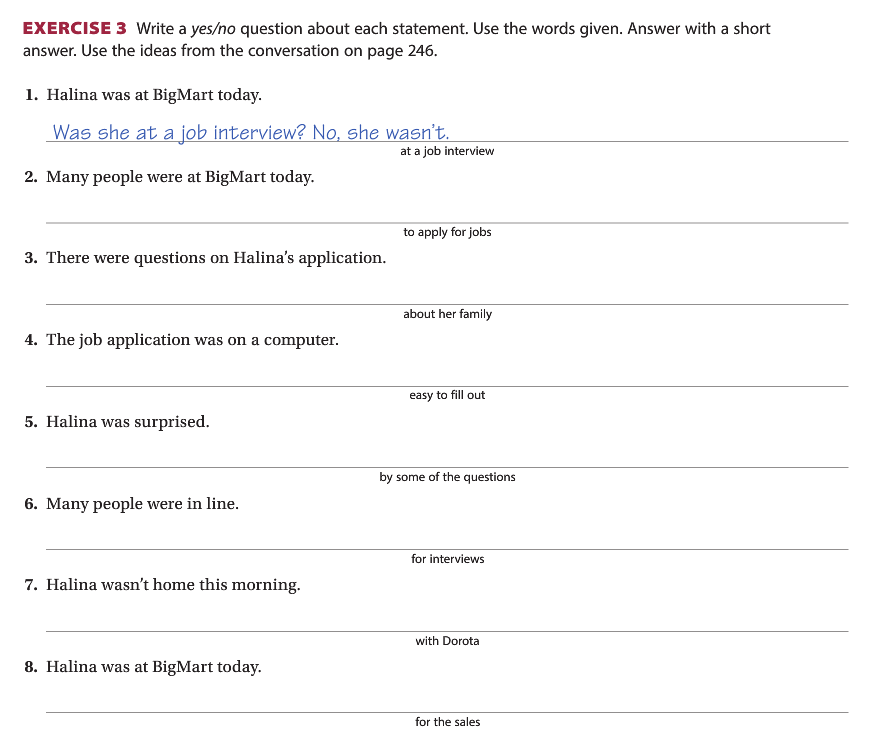 EXERCISE 3 Write a yes/no question about each statement. Use the words given. Answer with a short
answer. Use the ideas from the conversation on page 246.
1. Halina was at BigMart today.
Was she at a job interview? No, she wasn't.
at a job interview
2. Many people were at BigMart today.
to apply for jobs
3. There were questions on Halina's application.
about her family
4. The job application was on a computer.
easy to fill out
5. Halina was surprised.
by some of the questions
6. Many people were in line.
for interviews
7. Halina wasn't home this morning.
with Dorota
8. Halina was at BigMart today.
for the sales